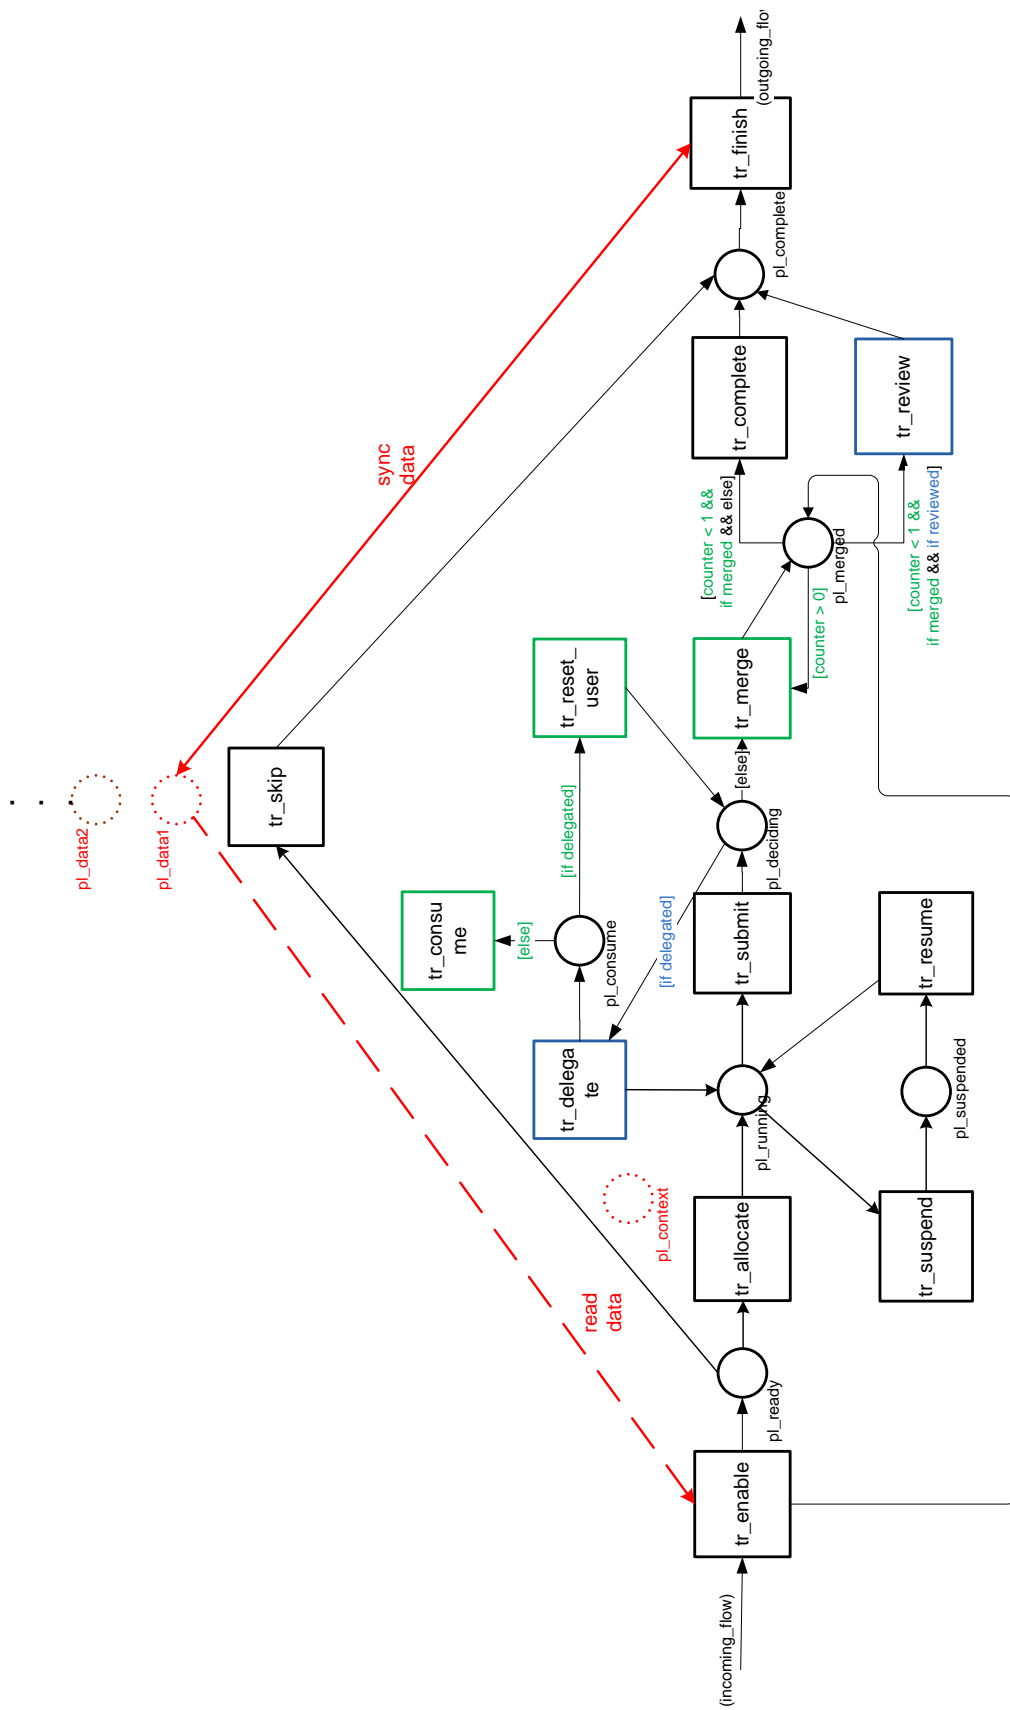 pl_data2
pl_data1
tr_skip
sync
data
read
data
tr_consu
me
[else]
pl_consume
[if delegated]
tr_reset_
user
tr_delega
te
[if delegated]
pl_context
(incoming_flow)
tr_enable
pl_ready
tr_allocate
pl_running
tr_submit
pl_deciding
[else]
tr_merge
[counter > 0]
pl_merged
[counter < 1 &&
if merged && else]
tr_complete
pl_complete
tr_finish
(outgoing_flo
tr_suspend
pl_suspended
tr_resume
[counter < 1 &&
if merged && if reviewed]
tr_review